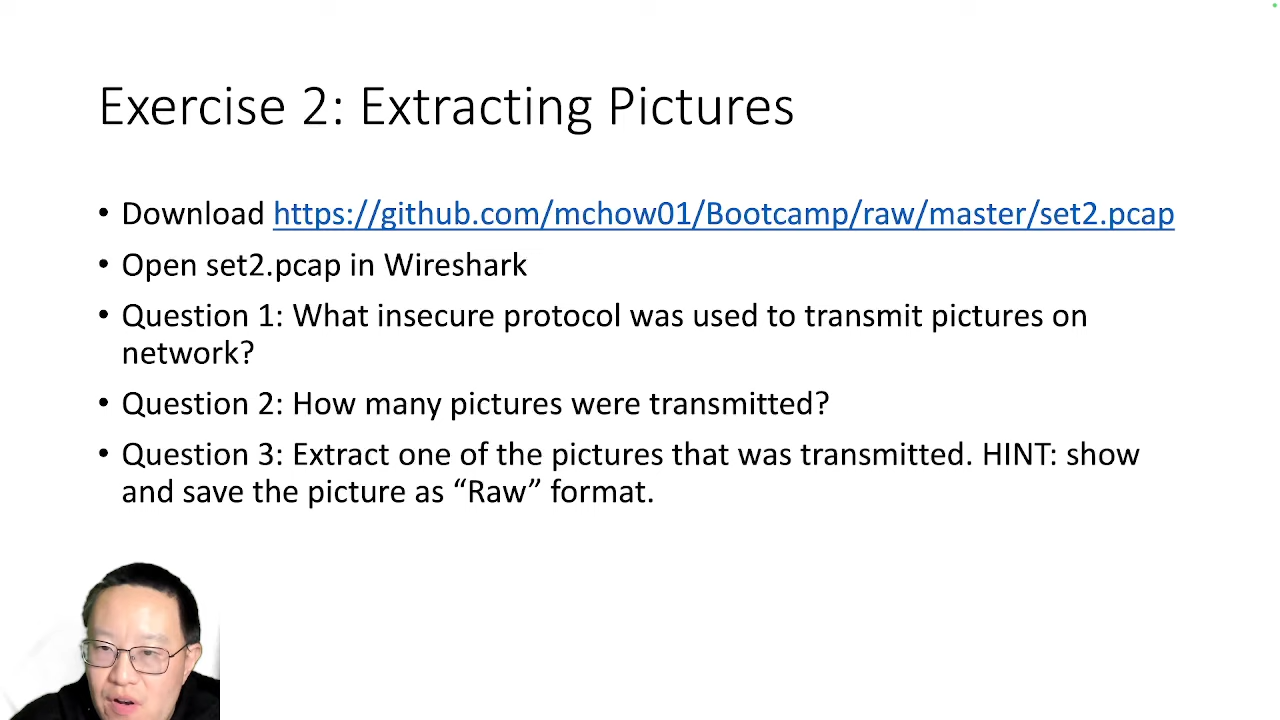 Exercise 2: Extracting Pictures
• Download https://github.com/mchow01/Bootcamp/raw/master/set2.pcap
• Open set2.pcap in Wireshark
• Question 1: What insecure protocol was used to transmit pictures on
network?
• Question 2: How many pictures were transmitted?
• Question 3: Extract one of the pictures that was transmitted. HINT: show
and save the picture as “Raw” format.